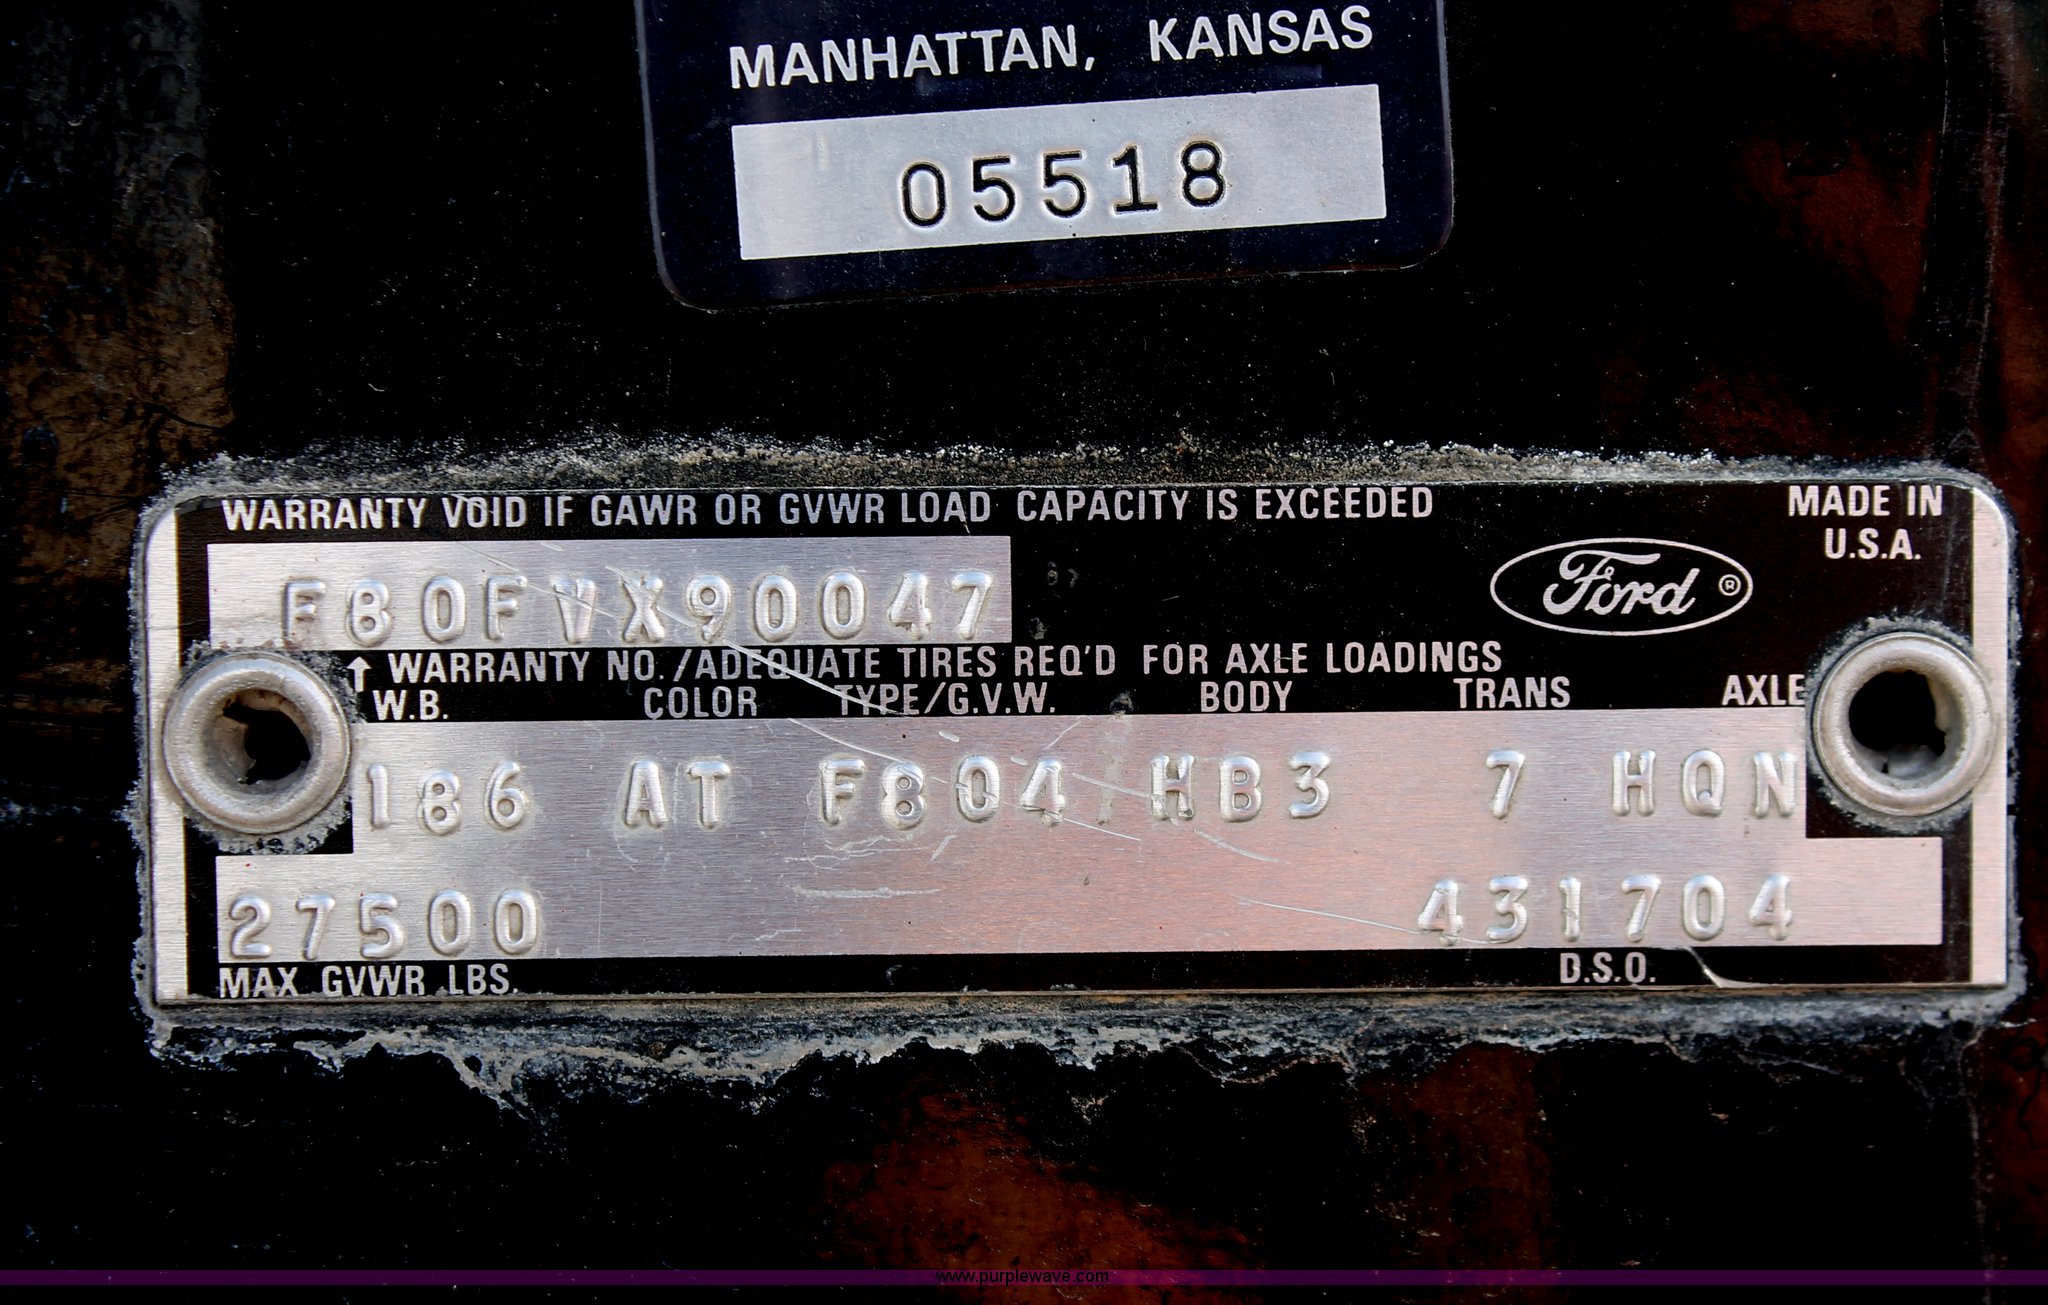 MANHATTAN, KANSAS
05518
WARRANTY VOID IF GAWR OR GVWR LOAD CAPACITY IS EXCEEDED
MADE IN
U.S.A.
Ford ®
F80FVX90047
↑ WARRANTY NO./ADEQUATE TIRES REQ'D FOR AXLE LOADINGS
W.B. COLOR TYPE/G.V.W. BODY TRANS AXLE
186 AT F804 HB3 7 HQN
27500 431704
MAX GVWR LBS. D.S.O.
www.purplewave.com